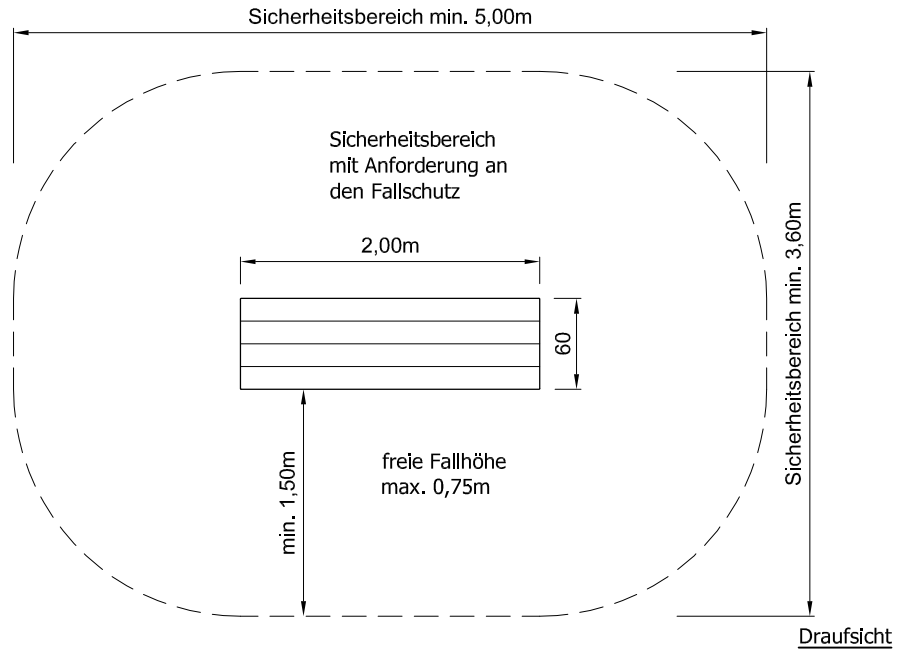 Sicherheitsbereich min. 5,00m
Sicherheitsbereich
mit Anforderung an
den Fallschutz
2,00m
60
Sicherheitsbereich min. 3,60m
min. 1,50m
freie Fallhöhe
max. 0,75m
Draufsicht